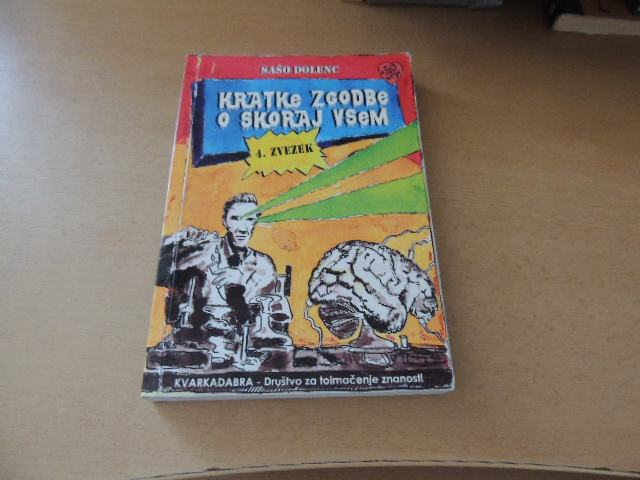 SAŠO DOLENC
KRATKE ZGODBE
O SKORAJ VSEM
4. ZVEZEK
KVARKADABRA - Društvo za tolmačenje znanosti